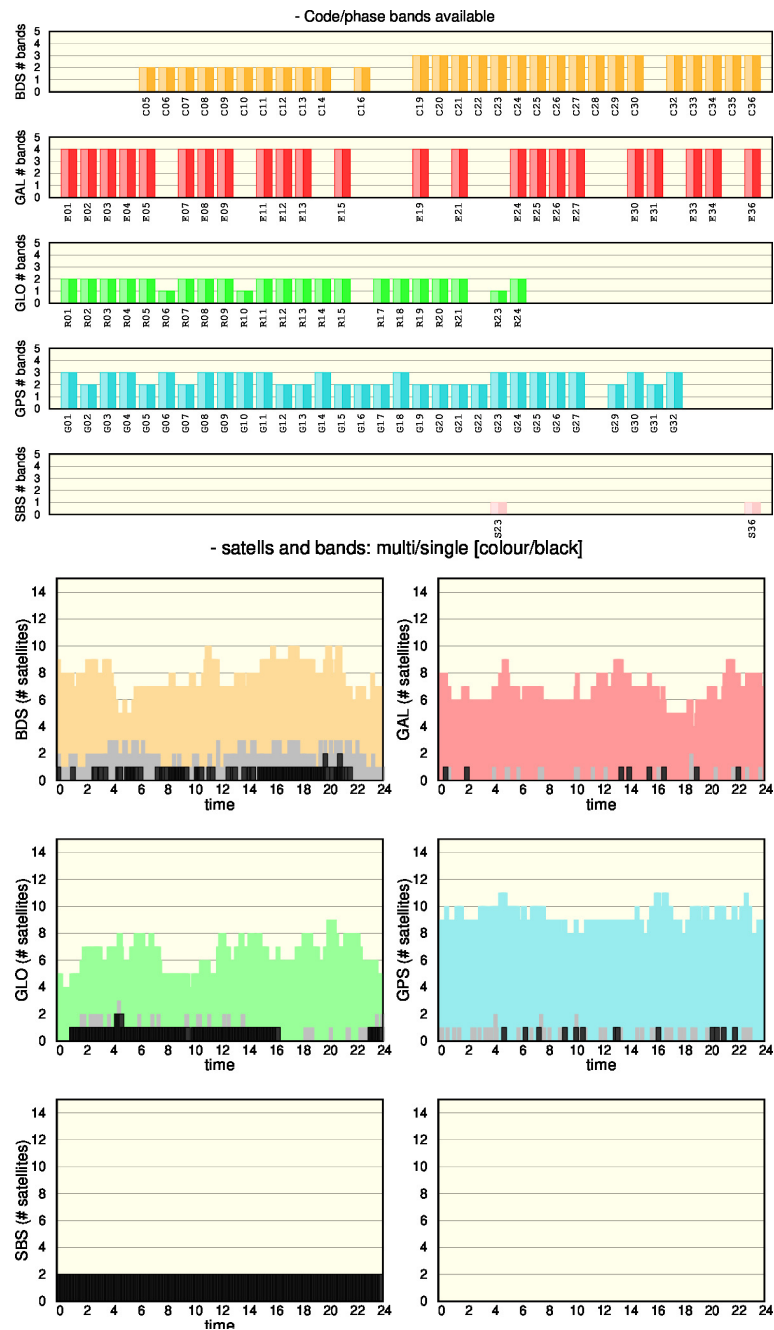 - Code/phase bands available
BDS # bands
5
4
3
2
1
0
C05 C06 C07 C08 C09 C10 C11 C12 C13 C14 C16 C19 C20 C21 C22 C23 C24 C25 C26 C27 C28 C29 C30 C32 C33 C34 C35 C36
GAL # bands
5
4
3
2
1
0
E01 E02 E03 E04 E05 E07 E08 E09 E11 E12 E13 E15 E19 E21 E24 E25 E26 E27 E30 E31 E33 E34 E36
GLO # bands
5
4
3
2
1
0
R01 R02 R03 R04 R05 R06 R07 R08 R09 R10 R11 R12 R13 R14 R15 R17 R18 R19 R20 R21 R23 R24
GPS # bands
5
4
3
2
1
0
G01 G02 G03 G04 G05 G06 G07 G08 G09 G10 G11 G12 G13 G14 G15 G16 G17 G18 G19 G20 G21 G22 G23 G24 G25 G26 G27 G29 G30 G31 G32
SBS # bands
5
4
3
2
1
0
S23 S36
- satells and bands: multi/single [colour/black]
BDS (# satellites)
14
12
10
8
6
4
2
0
0 2 4 6 8 10 12 14 16 18 20 22 24
time
GAL (# satellites)
14
12
10
8
6
4
2
0
0 2 4 6 8 10 12 14 16 18 20 22 24
time
GLO (# satellites)
14
12
10
8
6
4
2
0
0 2 4 6 8 10 12 14 16 18 20 22 24
time
GPS (# satellites)
14
12
10
8
6
4
2
0
0 2 4 6 8 10 12 14 16 18 20 22 24
time
SBS (# satellites)
14
12
10
8
6
4
2
0
0 2 4 6 8 10 12 14 16 18 20 22 24
time
14
12
10
8
6
4
2
0
0 2 4 6 8 10 12 14 16 18 20 22 24